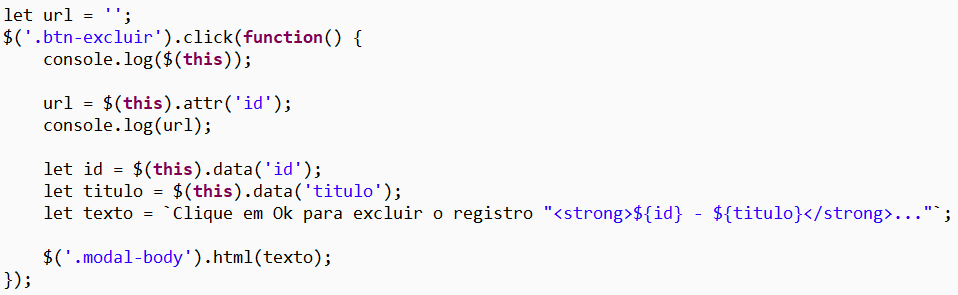 let url = '';
$('.btn-excluir').click(function() {
    console.log($(this));

    url = $(this).attr('id');
    console.log(url);

    let id = $(this).data('id');
    let titulo = $(this).data('titulo');
    let texto = `Clique em Ok para excluir o registro "<strong>${id} - ${titulo}</strong>..."`;

    $('.modal-body').html(texto);
});